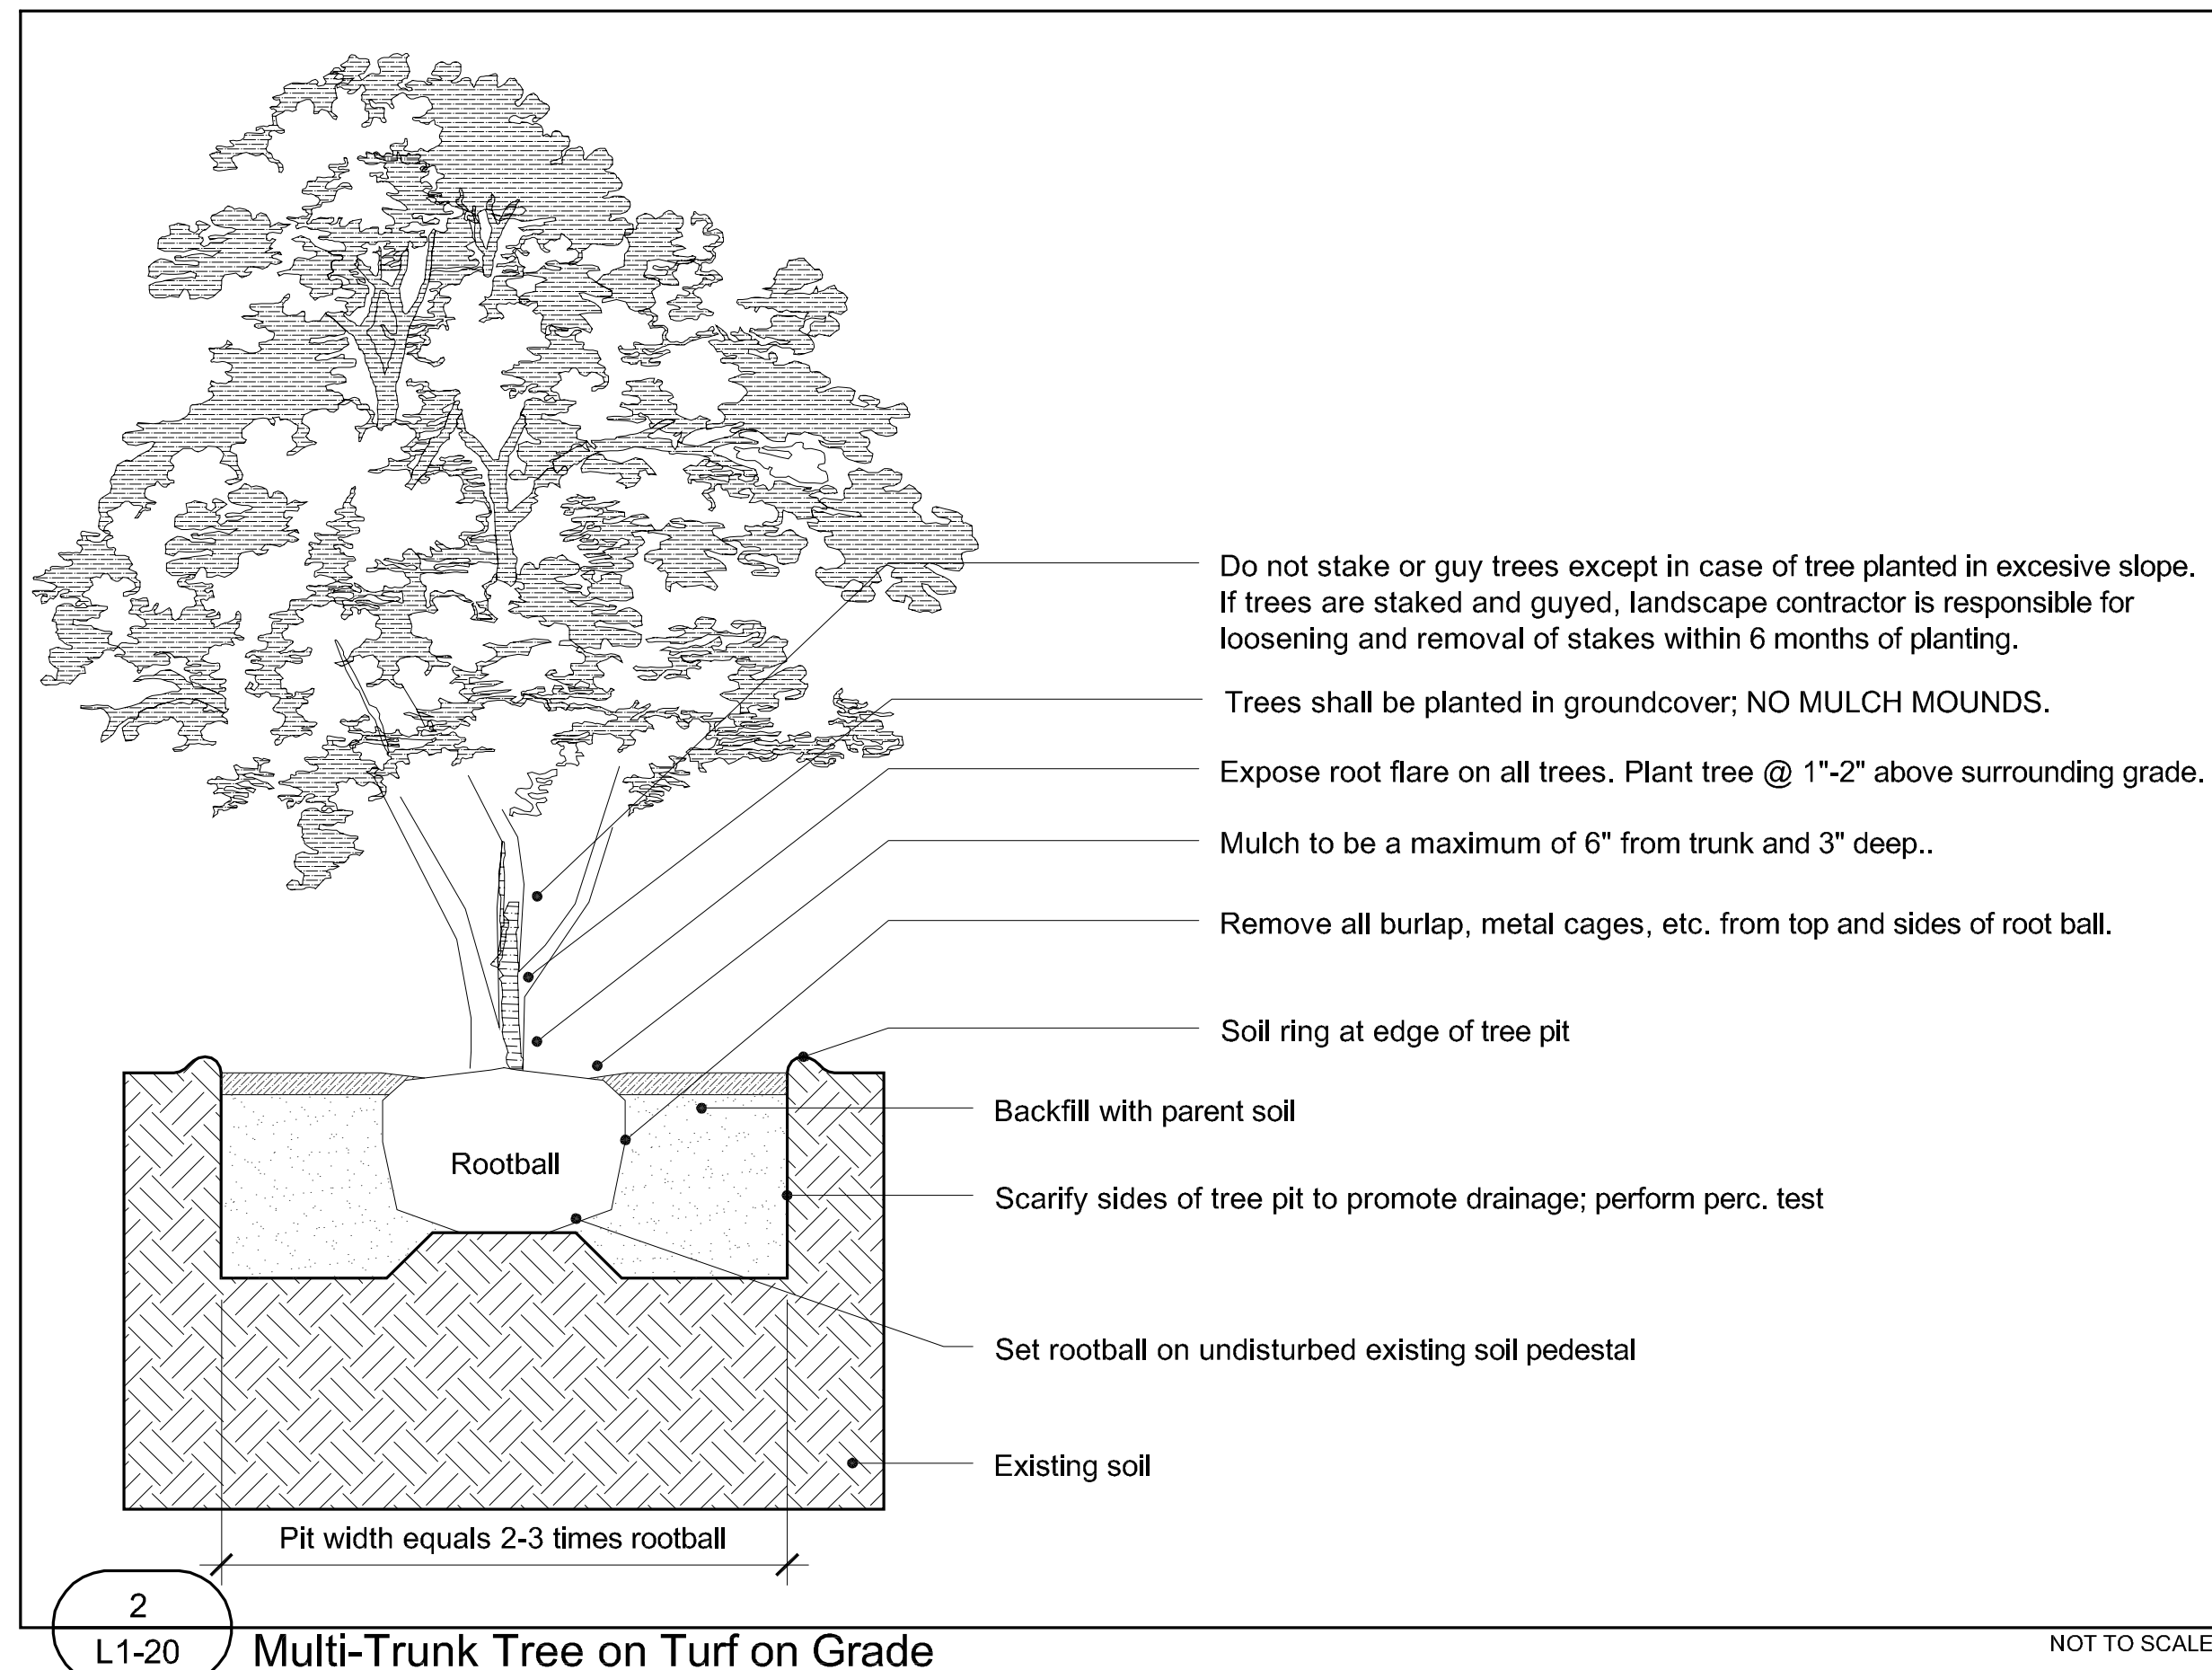 Do not stake or guy trees except in case of tree planted in excesive slope.
If trees are staked and guyed, landscape contractor is responsible for
loosening and removal of stakes within 6 months of planting.
Trees shall be planted in groundcover; NO MULCH MOUNDS.
Expose root flare on all trees. Plant tree @ 1"-2" above surrounding grade.
Mulch to be a maximum of 6" from trunk and 3" deep..
Remove all burlap, metal cages, etc. from top and sides of root ball.
Soil ring at edge of tree pit
Backfill with parent soil
Rootball
Scarify sides of tree pit to promote drainage; perform perc. test
Set rootball on undisturbed existing soil pedestal
Existing soil
Pit width equals 2-3 times rootball
2
L1-20
Multi-Trunk Tree on Turf on Grade
NOT TO SCALE